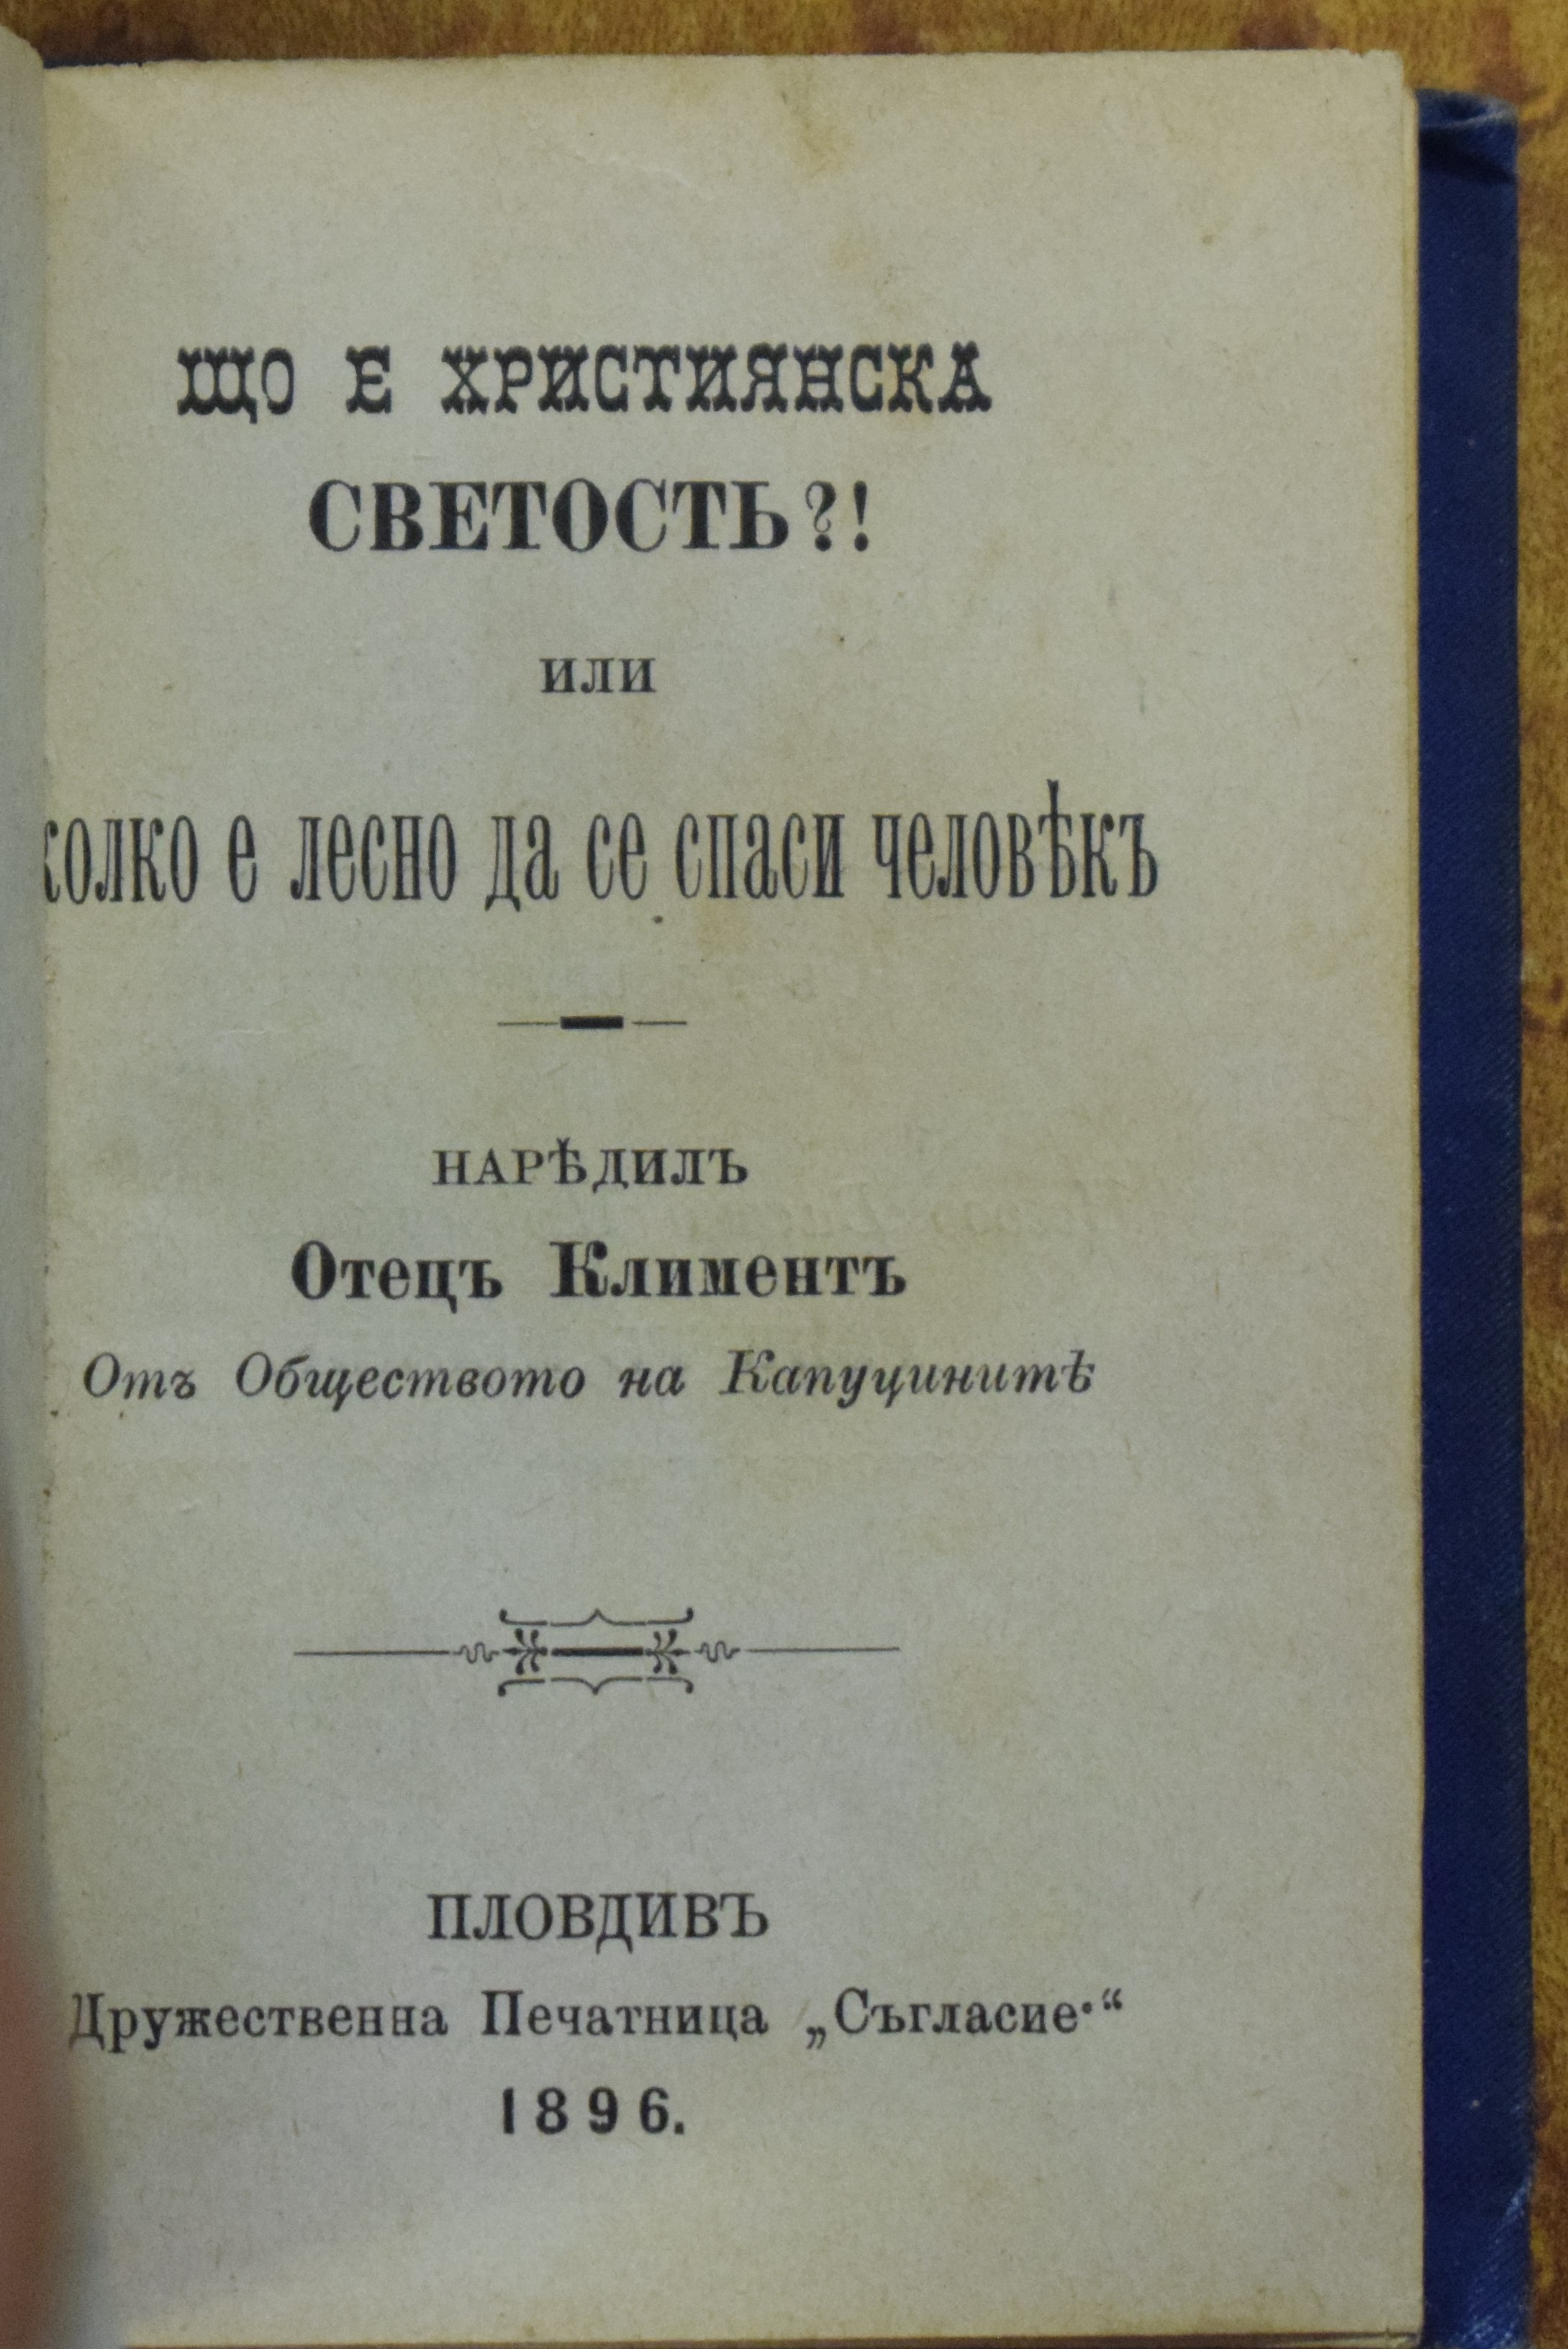 ЩО Е ХРИСТИЯНСКА
СВЕТОСТЬ?!
или
колко е лесно да се спаси человѣкъ
НАРѢДИЛЪ
Отецъ Климентъ
Отъ Обществото на Капуцинитѣ
ПЛОВДИВЪ
Дружественна Печатница „Съгласие·“
1896.